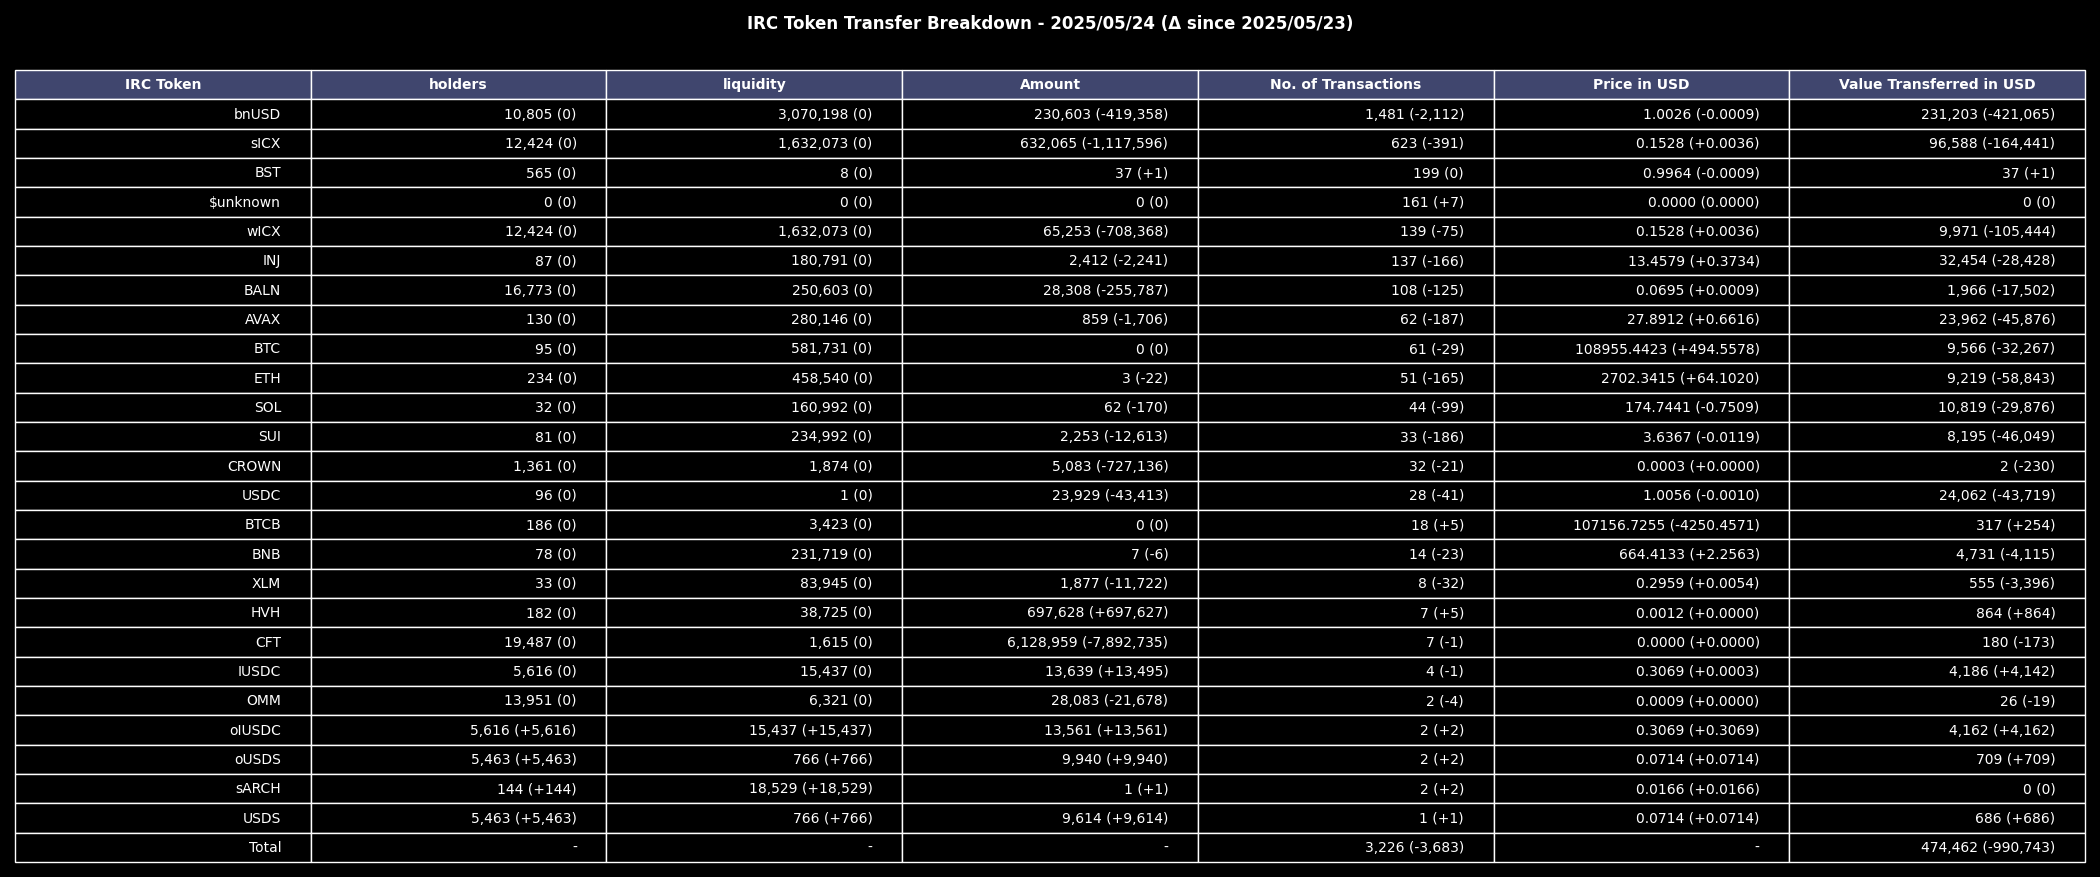 IRC Token Transfer Breakdown - 2025/05/24 (Δ since 2025/05/23)
IRC Token holders liquidity Amount No. of Transactions Price in USD Value Transferred in USD
bnUSD 10,805 (0) 3,070,198 (0) 230,603 (-419,358) 1,481 (-2,112) 1.0026 (-0.0009) 231,203 (-421,065)
sICX 12,424 (0) 1,632,073 (0) 632,065 (-1,117,596) 623 (-391) 0.1528 (+0.0036) 96,588 (-164,441)
BST 565 (0) 8 (0) 37 (+1) 199 (0) 0.9964 (-0.0009) 37 (+1)
$unknown 0 (0) 0 (0) 0 (0) 161 (+7) 0.0000 (0.0000) 0 (0)
wICX 12,424 (0) 1,632,073 (0) 65,253 (-708,368) 139 (-75) 0.1528 (+0.0036) 9,971 (-105,444)
INJ 87 (0) 180,791 (0) 2,412 (-2,241) 137 (-166) 13.4579 (+0.3734) 32,454 (-28,428)
BALN 16,773 (0) 250,603 (0) 28,308 (-255,787) 108 (-125) 0.0695 (+0.0009) 1,966 (-17,502)
AVAX 130 (0) 280,146 (0) 859 (-1,706) 62 (-187) 27.8912 (+0.6616) 23,962 (-45,876)
BTC 95 (0) 581,731 (0) 0 (0) 61 (-29) 108955.4423 (+494.5578) 9,566 (-32,267)
ETH 234 (0) 458,540 (0) 3 (-22) 51 (-165) 2702.3415 (+64.1020) 9,219 (-58,843)
SOL 32 (0) 160,992 (0) 62 (-170) 44 (-99) 174.7441 (-0.7509) 10,819 (-29,876)
SUI 81 (0) 234,992 (0) 2,253 (-12,613) 33 (-186) 3.6367 (-0.0119) 8,195 (-46,049)
CROWN 1,361 (0) 1,874 (0) 5,083 (-727,136) 32 (-21) 0.0003 (+0.0000) 2 (-230)
USDC 96 (0) 1 (0) 23,929 (-43,413) 28 (-41) 1.0056 (-0.0010) 24,062 (-43,719)
BTCB 186 (0) 3,423 (0) 0 (0) 18 (+5) 107156.7255 (-4250.4571) 317 (+254)
BNB 78 (0) 231,719 (0) 7 (-6) 14 (-23) 664.4133 (+2.2563) 4,731 (-4,115)
XLM 33 (0) 83,945 (0) 1,877 (-11,722) 8 (-32) 0.2959 (+0.0054) 555 (-3,396)
HVH 182 (0) 38,725 (0) 697,628 (+697,627) 7 (+5) 0.0012 (+0.0000) 864 (+864)
CFT 19,487 (0) 1,615 (0) 6,128,959 (-7,892,735) 7 (-1) 0.0000 (+0.0000) 180 (-173)
IUSDC 5,616 (0) 15,437 (0) 13,639 (+13,495) 4 (-1) 0.3069 (+0.0003) 4,186 (+4,142)
OMM 13,951 (0) 6,321 (0) 28,083 (-21,678) 2 (-4) 0.0009 (+0.0000) 26 (-19)
oIUSDC 5,616 (+5,616) 15,437 (+15,437) 13,561 (+13,561) 2 (+2) 0.3069 (+0.3069) 4,162 (+4,162)
oUSDS 5,463 (+5,463) 766 (+766) 9,940 (+9,940) 2 (+2) 0.0714 (+0.0714) 709 (+709)
sARCH 144 (+144) 18,529 (+18,529) 1 (+1) 2 (+2) 0.0166 (+0.0166) 0 (0)
USDS 5,463 (+5,463) 766 (+766) 9,614 (+9,614) 1 (+1) 0.0714 (+0.0714) 686 (+686)
Total - - - 3,226 (-3,683) - 474,462 (-990,743)